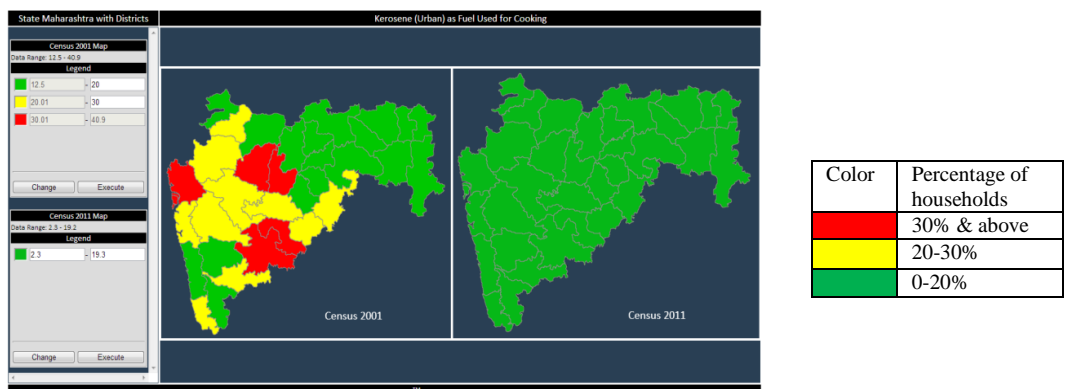 State Maharashtra with Districts
Kerosene (Urban) as Fuel Used for Cooking
Census 2001 Map
Data Range: 12.5 - 40.9
Legend
12.5 - 20
20.01 - 30
30.01 - 40.9
Change Execute
Census 2011 Map
Data Range: 2.3 - 19.2
Legend
2.3 - 19.3
Change Execute
Census 2001
Census 2011
Color Percentage of
households
30% & above
20-30%
0-20%